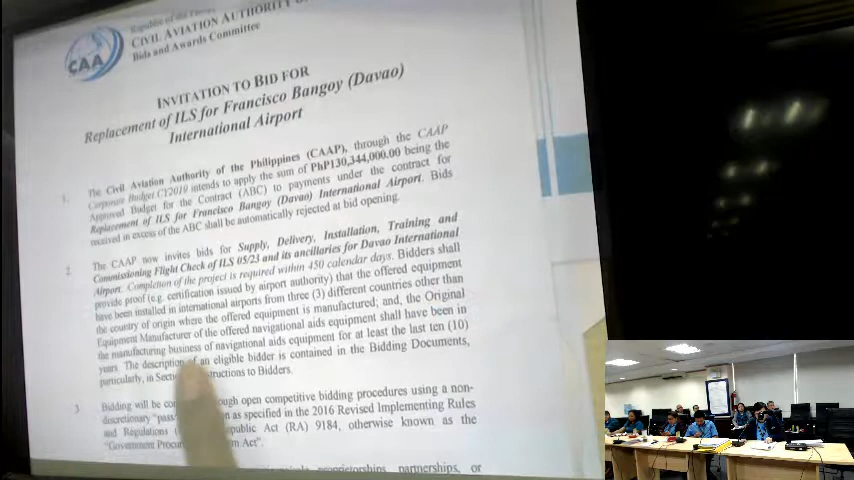 Republic of the
CIVIL AVIATION AUTHORITY
Bids and Awards Committee
CAA
INVITATION TO BID FOR
Replacement of ILS for Francisco Bangoy (Davao)
International Airport
1. The Civil Aviation Authority of the Philippines (CAAP), through the CAAP
Corporate Budget CY2019 intends to apply the sum of PhP130,344,000.00 being the
Approved Budget for the Contract (ABC) to payments under the contract for
Replacement of ILS for Francisco Bangoy (Davao) International Airport. Bids
received in excess of the ABC shall be automatically rejected at bid opening.
2. The CAAP now invites bids for Supply, Delivery, Installation, Training and
Commissioning Flight Check of ILS 05/23 and its ancillaries for Davao International
Airport. Completion of the project is required within 450 calendar days. Bidders shall
provide proof (e.g. certification issued by airport authority) that the offered equipment
have been installed in international airports from three (3) different countries other than
the country of origin where the offered equipment is manufactured; and, the Original
Equipment Manufacturer of the offered navigational aids equipment shall have been in
the manufacturing business of navigational aids equipment for at least the last ten (10)
years. The description of an eligible bidder is contained in the Bidding Documents,
particularly, in to Bidders.
3 Bidding will be open competitive bidding procedures using a non-
discretionary as specified in the 2016 Revised Implementing Rules
and Regulations Act (RA) 9184, otherwise known as the
"Government Act".
proprietorships, partnerships, or